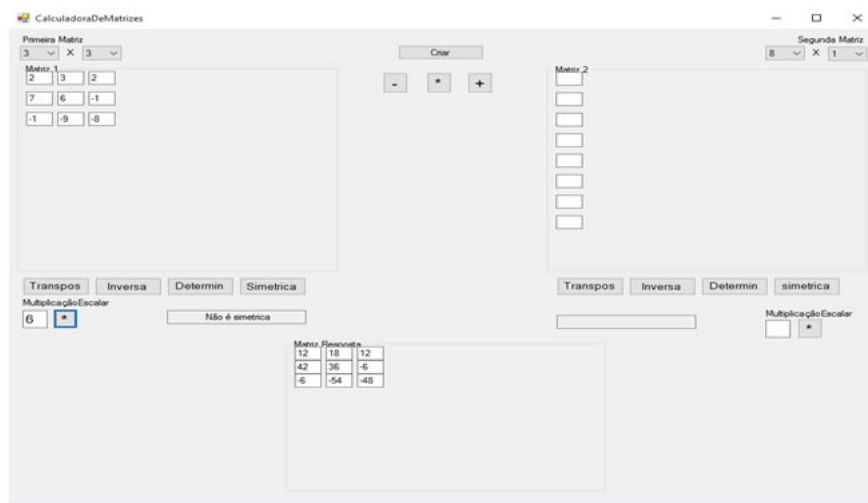 CalculadoraDeMatrizes
Primeira Matriz
Segunda Matriz
3 X 3
Criar
8 X 1
Matriz 1
- * +
Matriz 2
2 3 2
7 6 -1
-1 -9 -8
Transpos Inversa Determin Simetrica
Transpos Inversa Determin simetrica
Multiplicação Escalar
6 *
Não é simetrica
Multiplicação Escalar
*
Matriz Resposta
12 18 12
42 36 -6
-6 -54 -48